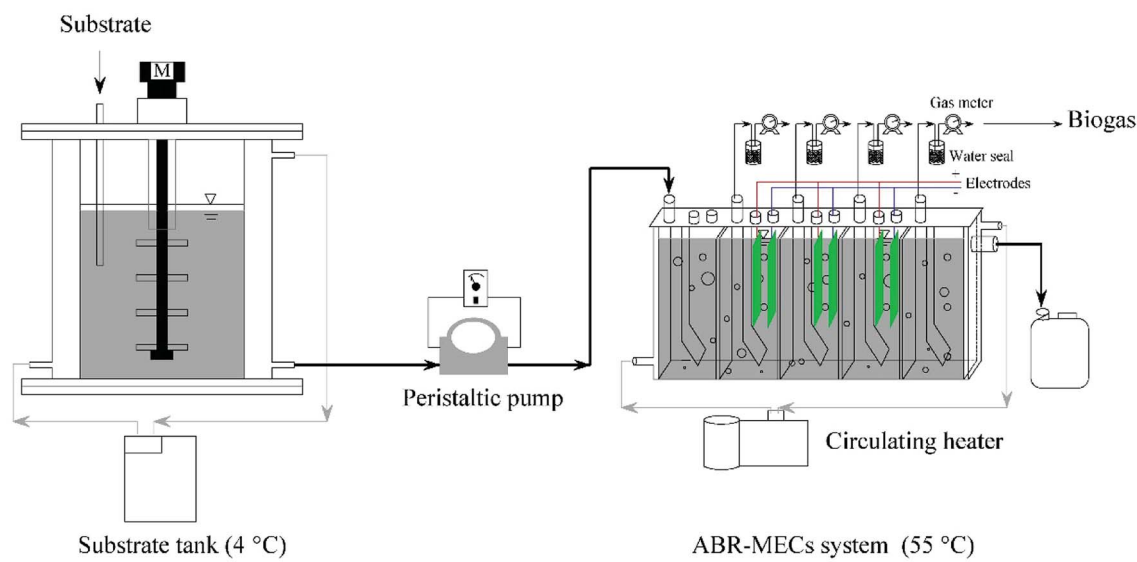 Substrate
M
Gas meter
Biogas
Water seal
+
Electrodes
-
Peristaltic pump
Circulating heater
Substrate tank (4 °C)
ABR-MECs system (55 °C)